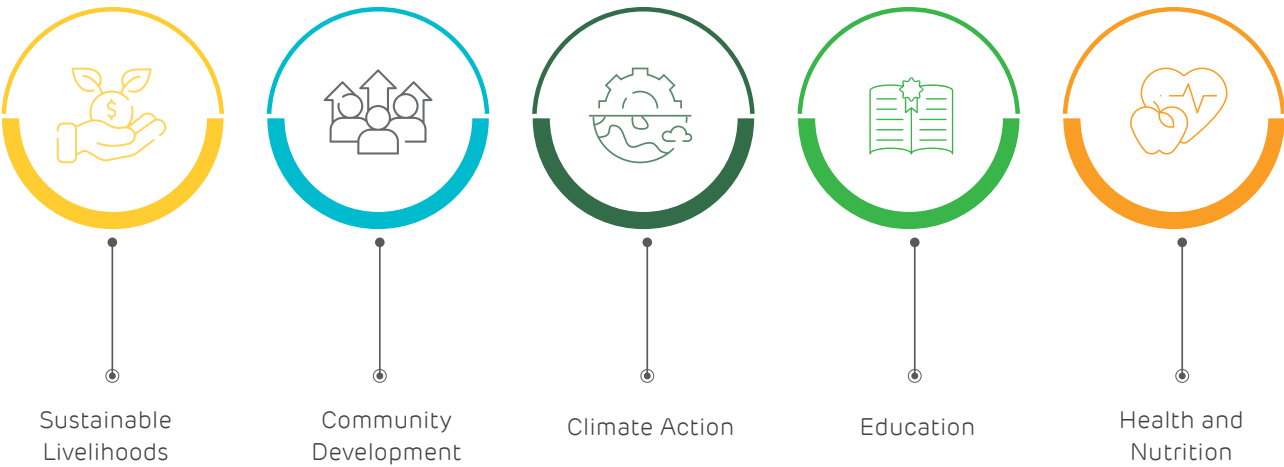 $
Sustainable
Livelihoods
Community
Development
Climate Action
Education
Health and
Nutrition